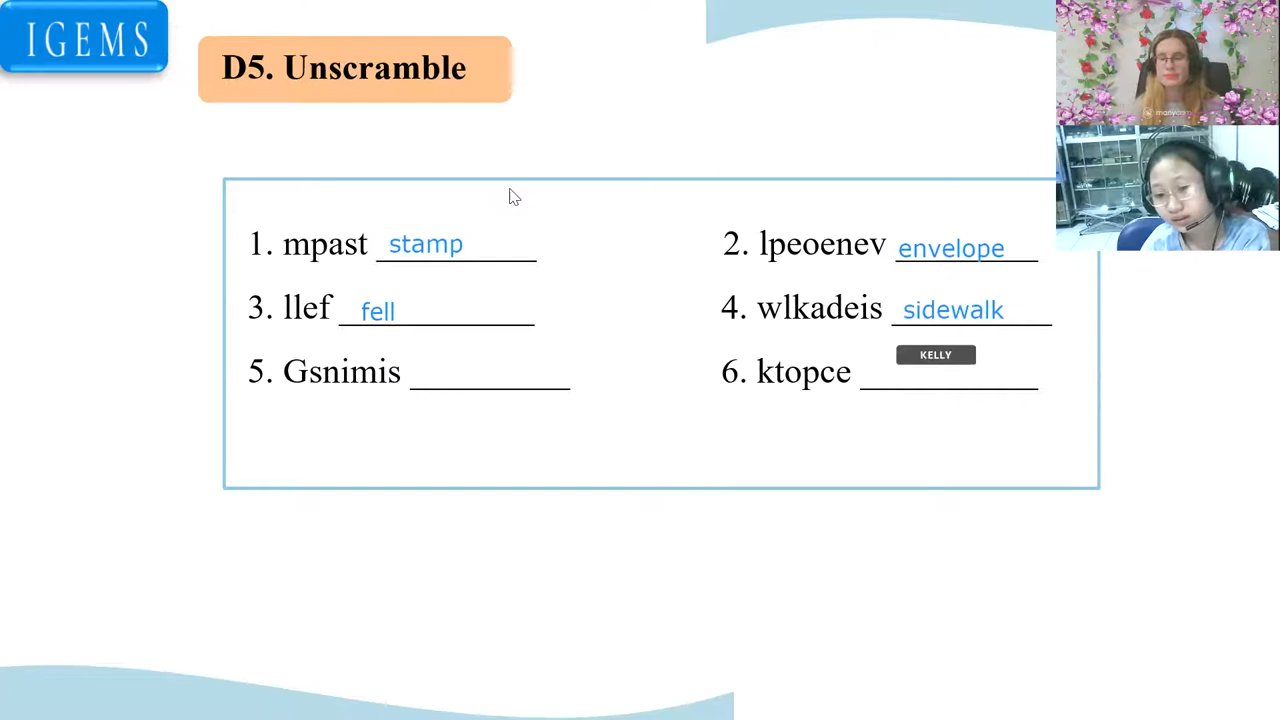 IGEMS
D5. Unscramble
1. mpast stamp
2. lpeoenev envelope
3. llef fell
4. wlkadeis sidewalk
KELLY
5. Gsnimis
6. ktopce